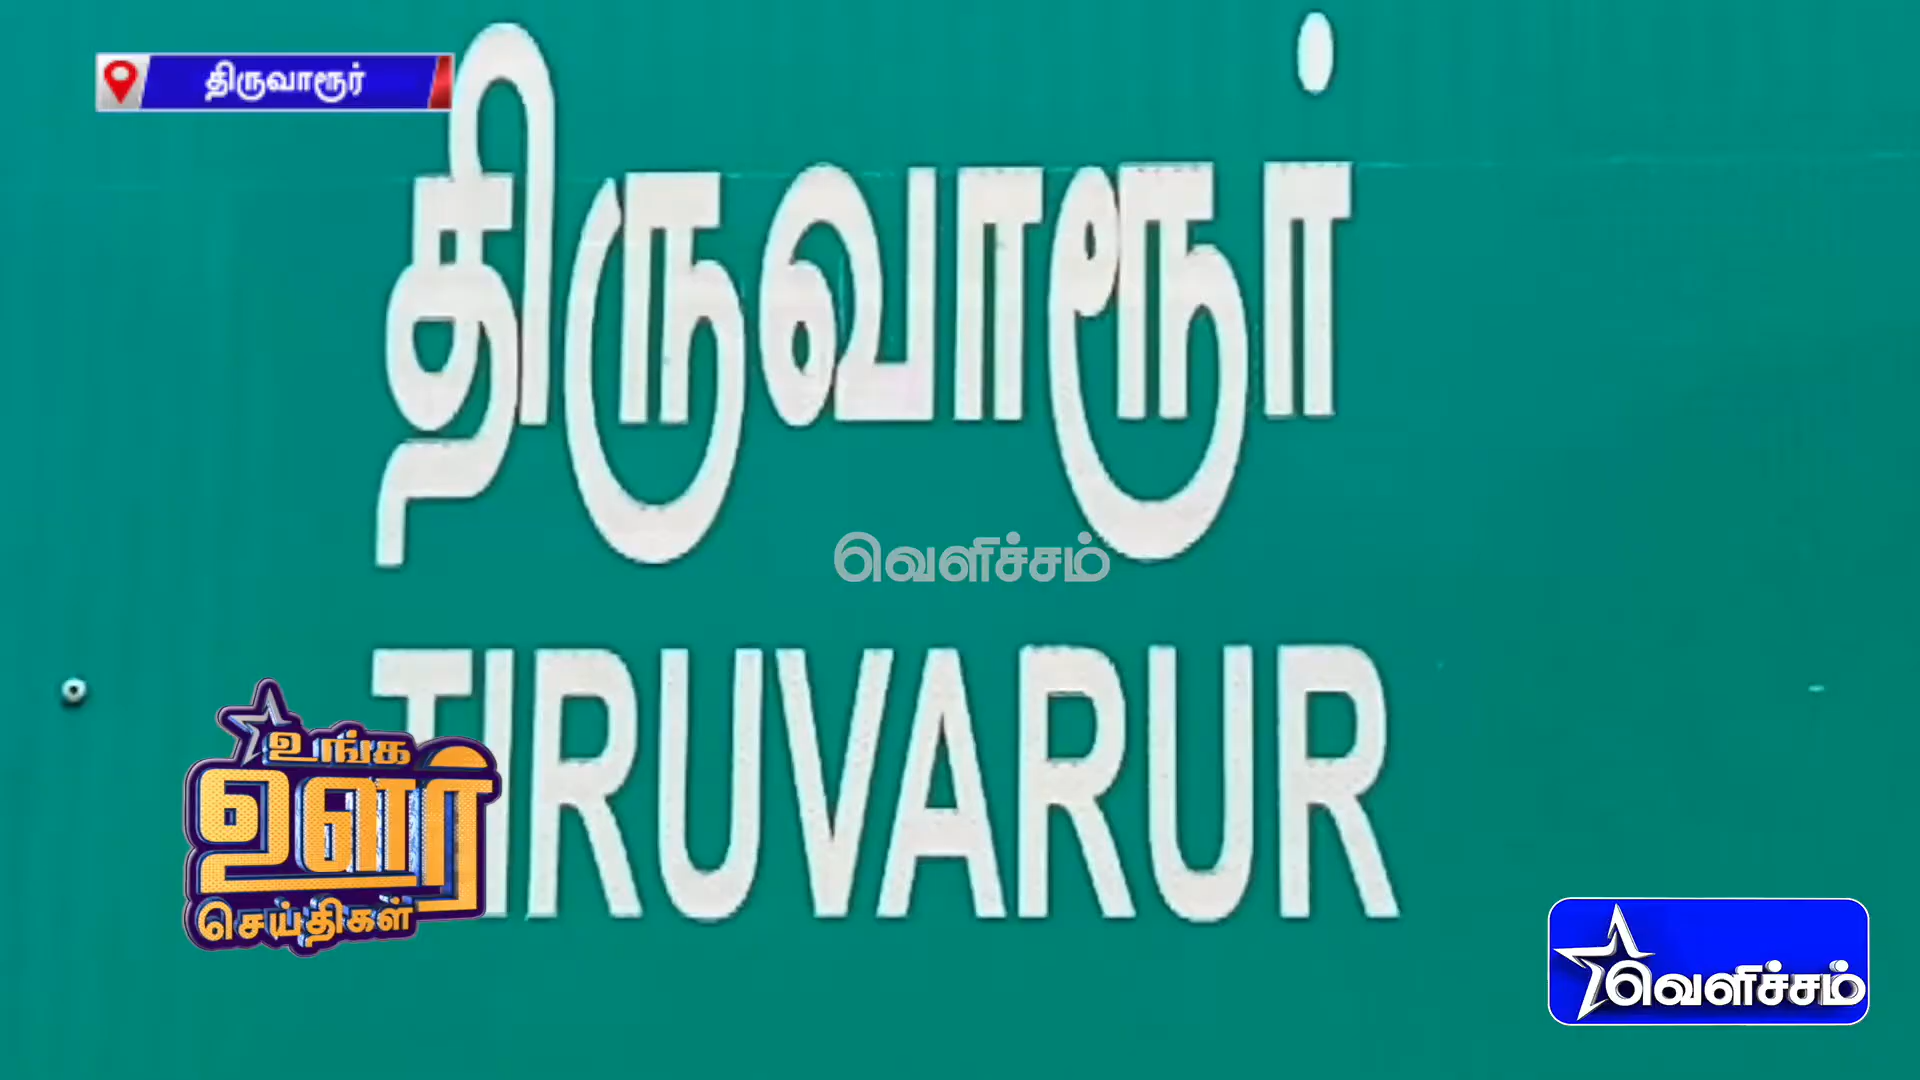 திருவாரூர்
திருவாரூர்
வெளிச்சம்
TIRUVARUR
உங்க
ஊர்
செய்திகள்
வெளிச்சம்